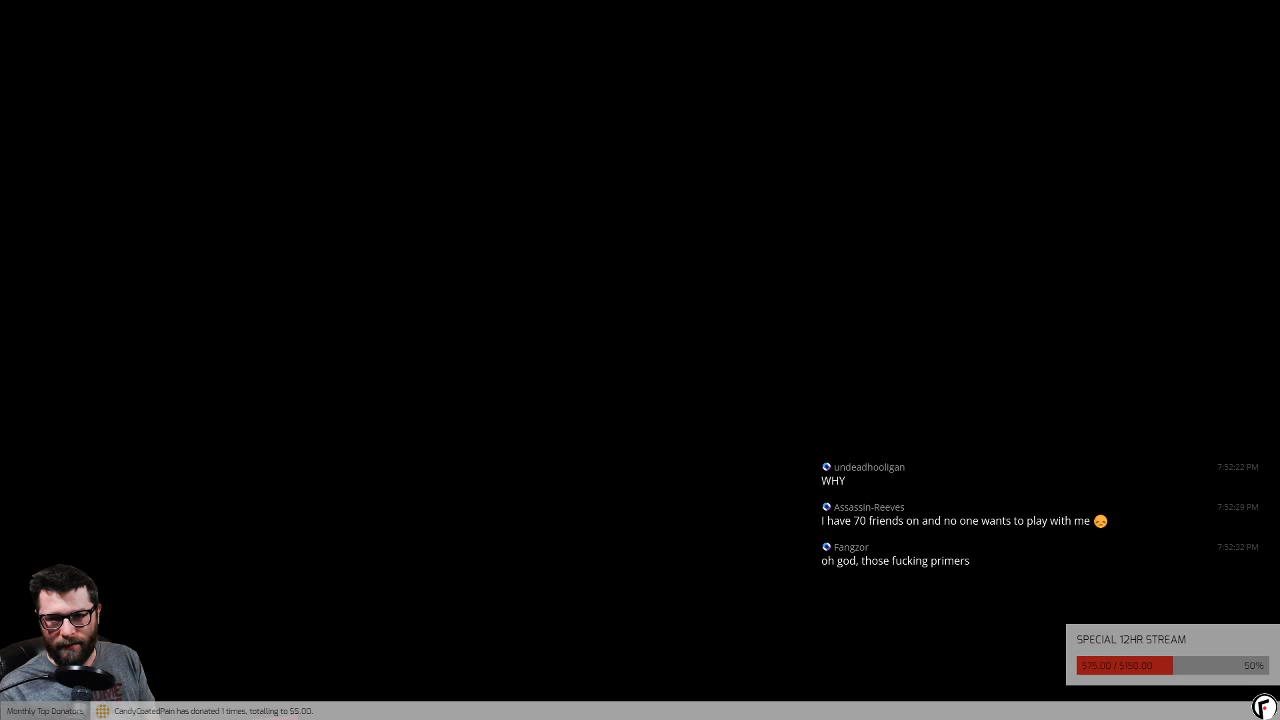 undeadhooligan 7:52:22 PM
WHY
Assassin-Reeves 7:52:29 PM
I have 70 friends on and no one wants to play with me 😔
Fangzor 7:52:32 PM
oh god, those fucking primers
SPECIAL 12HR STREAM
$75.00 / $150.00 50%
Monthly Top Donators CandyCoatedPain has donated 1 times, totalling to $5.00.